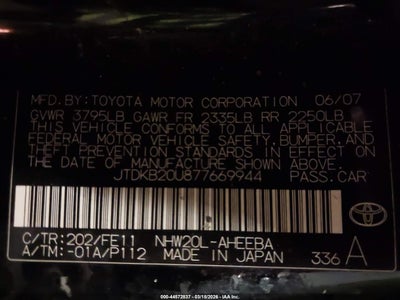 MFD.BY:TOYOTA MOTOR CORPORATION 06/07
GVWR 3795LB GAWR FR 2335LB RR 2250LB
THIS VEHICLE CONFORMS TO ALL APPLICABLE
FEDERAL MOTOR VEHICLE SAFETY, BUMPER, AND
THEFT PREVENTION STANDARDS IN EFFECT ON
THE DATE OF MANUFACTURE SHOWN ABOVE.
JTDKB20U877669944 PASS.CAR
C/TR:202/FE11 NHW20L-AHEEBA
A/TM:-01A/P112 MADE IN JAPAN 336 A
TOYOTA
000-44572837 - 03/18/2026 - IAA Inc.